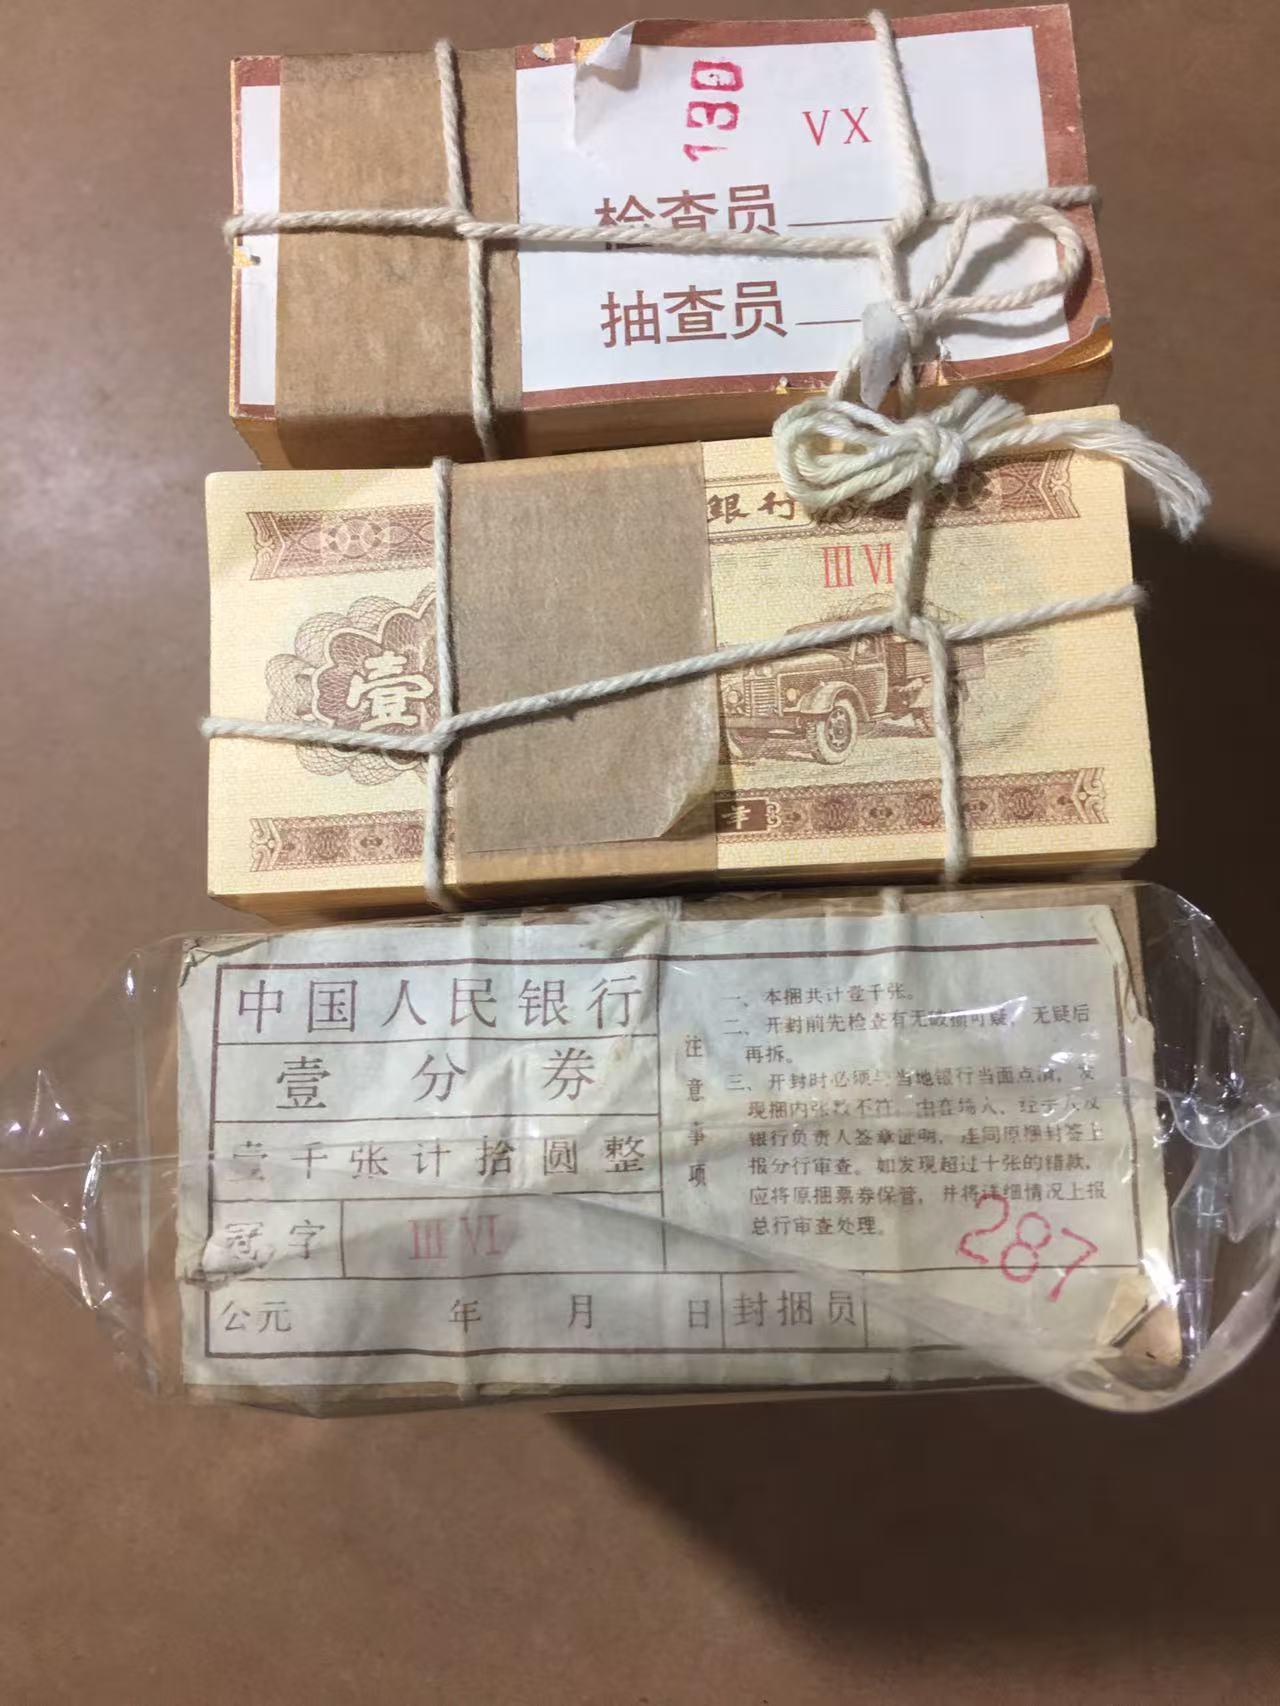 130
VX
检查员
抽查员
銀行
III VI
壹
年
中国人民银行
壹分券
壹千张计拾圆整
冠字 III VI
公元 年 月 日 封捆员
注意事项
一、本捆共计壹千张。
二、开封前先检查有无破损可疑，无疑后
再拆。
三、开封时必须与当地银行当面点清，发
现捆内张数不符，由在场人、经手人及
银行负责人签章证明，连同原捆封签上
报分行审查。如发现超过十张的错款，
应将原捆票券保管，并将详细情况上报
总行审查处理。
287